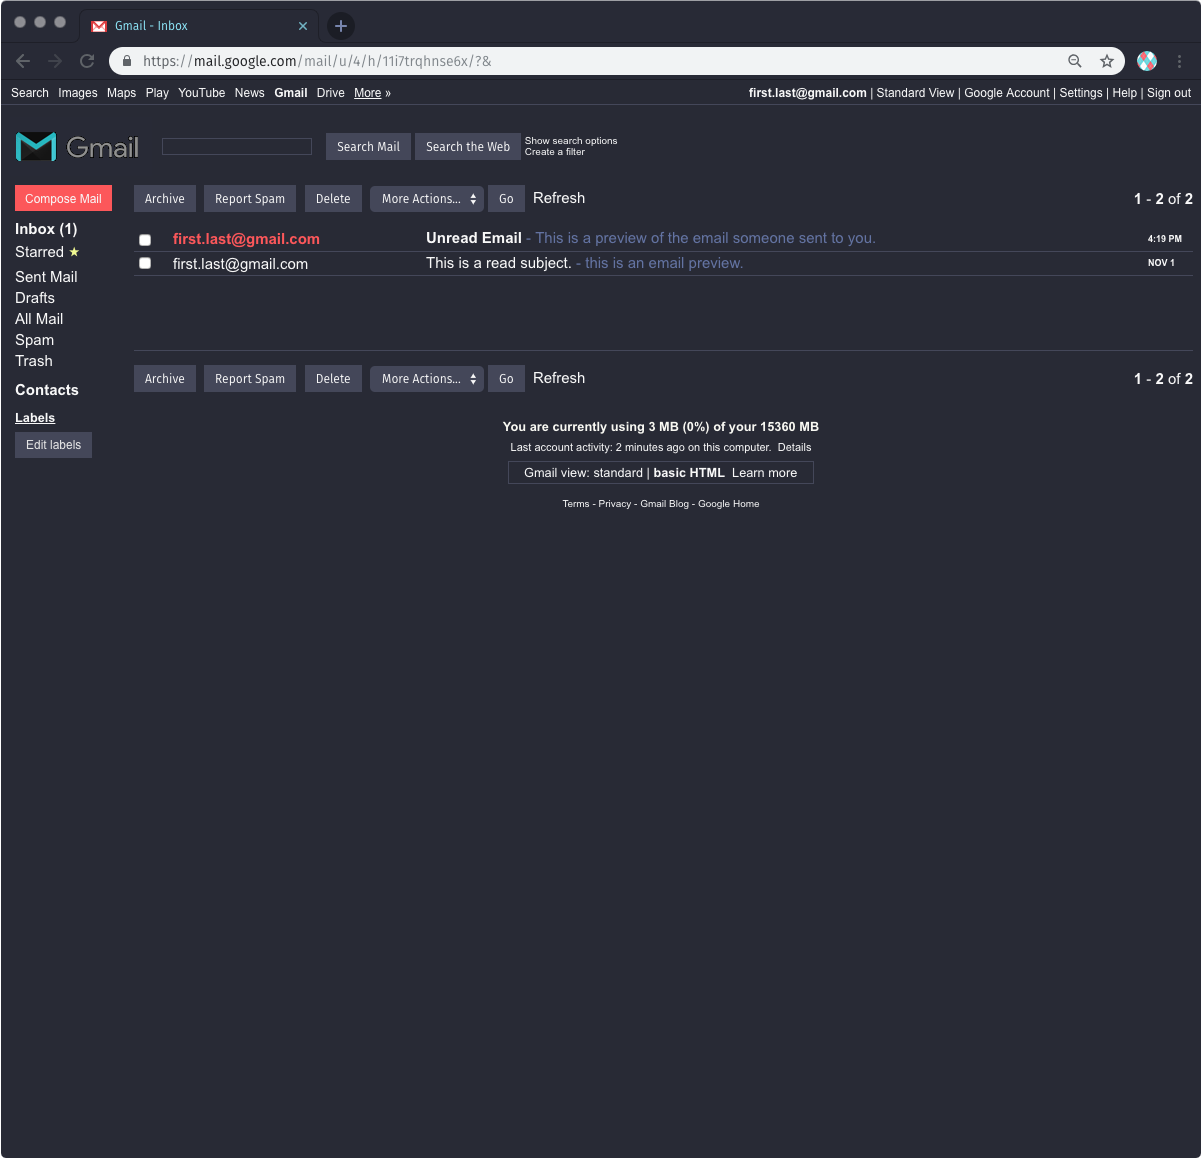 Gmail - Inbox
https://mail.google.com/mail/u/4/h/11i7trqhnse6x/?&
Search Images Maps Play YouTube News Gmail Drive More » first.last@gmail.com | Standard View | Google Account | Settings | Help | Sign out
Gmail Search Mail Search the Web Show search options
Create a filter
Compose Mail Archive Report Spam Delete More Actions... Go Refresh 1 - 2 of 2
Inbox (1)
first.last@gmail.com Unread Email - This is a preview of the email someone sent to you. 4:19 PM
Starred ★
first.last@gmail.com This is a read subject. - this is an email preview. NOV 1
Sent Mail
Drafts
All Mail
Spam
Trash
Archive Report Spam Delete More Actions... Go Refresh 1 - 2 of 2
Contacts
Labels
Edit labels
You are currently using 3 MB (0%) of your 15360 MB
Last account activity: 2 minutes ago on this computer. Details
Gmail view: standard | basic HTML Learn more
Terms - Privacy - Gmail Blog - Google Home